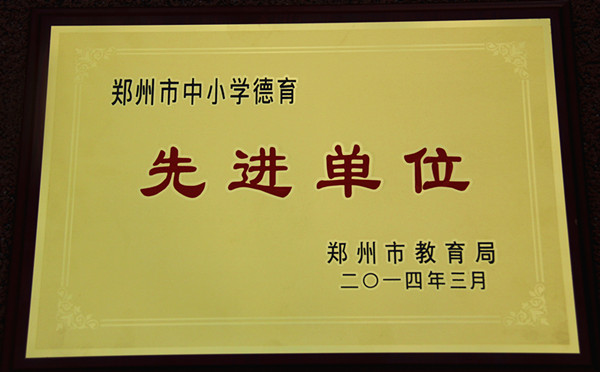 郑州市中小学德育
先进单位
郑州市教育局
二〇一四年三月